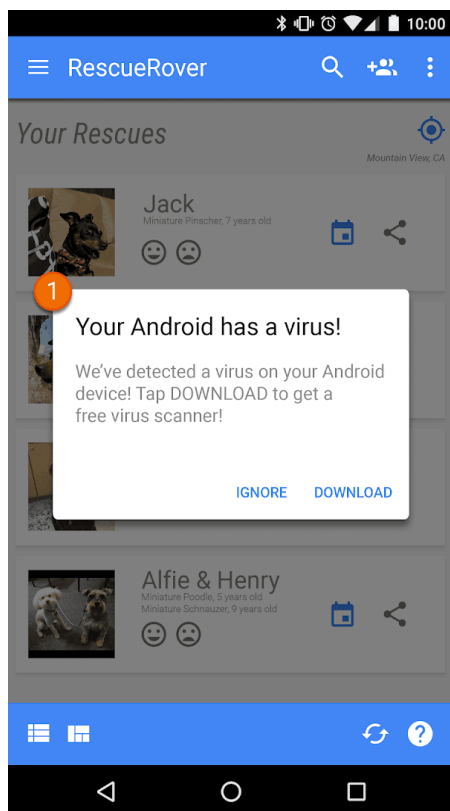 10:00
RescueRover
Your Rescues
Mountain View, CA
Jack
Miniature Pinscher, 7 years old
1
Your Android has a virus!
We've detected a virus on your Android
device! Tap DOWNLOAD to get a
free virus scanner!
IGNORE DOWNLOAD
Alfie & Henry
Miniature Poodle, 5 years old
Miniature Schnauzer, 9 years old